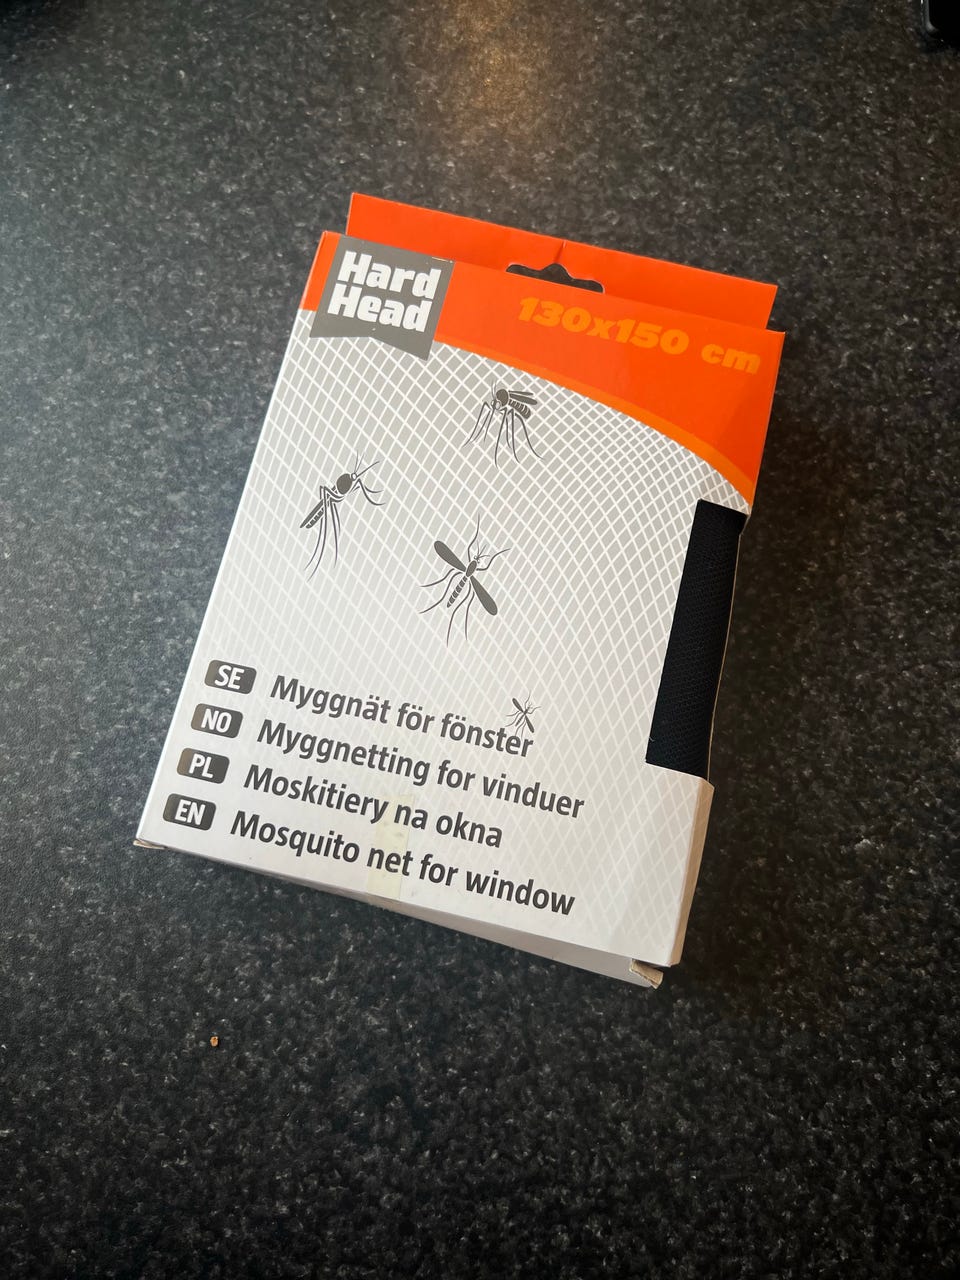 Hard
Head
130x150 cm
SE Myggnät för fönster
NO Myggnetting for vinduer
PL Moskitiery na okna
EN Mosquito net for window